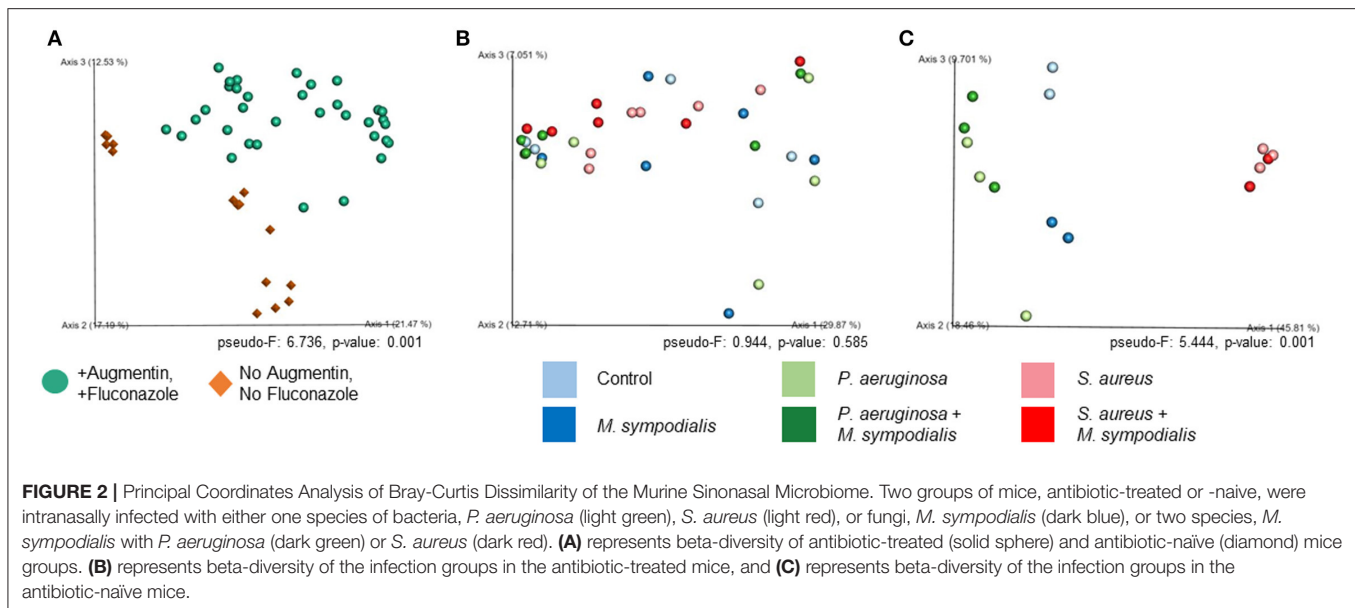 A
B
C
Axis 3 (12.53 %)
Axis 3 (7.051 %)
Axis 3 (9.701 %)
Axis 2 (17.19 %)
Axis 1 (21.47 %)
Axis 2 (12.71 %)
Axis 1 (29.87 %)
Axis 2 (18.46 %)
Axis 1 (45.81 %)
pseudo-F: 6.736, p-value: 0.001
pseudo-F: 0.944, p-value: 0.585
pseudo-F: 5.444, p-value: 0.001
+Augmentin,
+Fluconazole
No Augmentin,
No Fluconazole
Control
P. aeruginosa
S. aureus
M. sympodialis
P. aeruginosa +
M. sympodialis
S. aureus +
M. sympodialis
FIGURE 2 | Principal Coordinates Analysis of Bray-Curtis Dissimilarity of the Murine Sinonasal Microbiome. Two groups of mice, antibiotic-treated or -naive, were
intranasally infected with either one species of bacteria, P. aeruginosa (light green), S. aureus (light red), or fungi, M. sympodialis (dark blue), or two species, M.
sympodialis with P. aeruginosa (dark green) or S. aureus (dark red). (A) represents beta-diversity of antibiotic-treated (solid sphere) and antibiotic-naïve (diamond) mice
groups. (B) represents beta-diversity of the infection groups in the antibiotic-treated mice, and (C) represents beta-diversity of the infection groups in the
antibiotic-naïve mice.